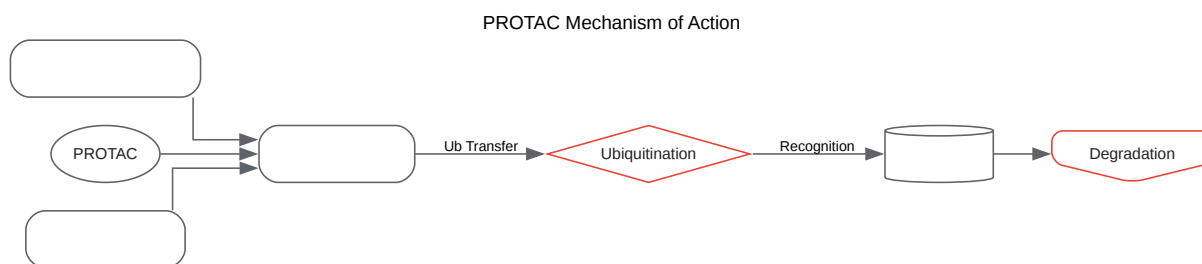 PROTAC Mechanism of Action
PROTAC
Ub Transfer
Ubiquitination
Recognition
Degradation